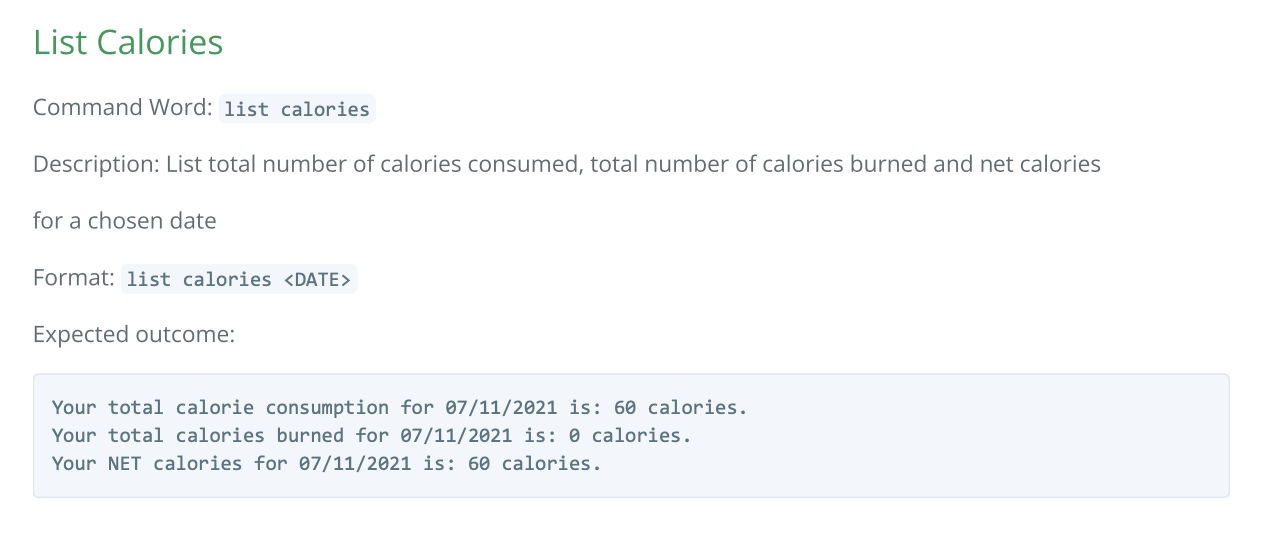 List Calories
Command Word: list calories
Description: List total number of calories consumed, total number of calories burned and net calories
for a chosen date
Format: list calories <DATE>
Expected outcome:
Your total calorie consumption for 07/11/2021 is: 60 calories.
Your total calories burned for 07/11/2021 is: 0 calories.
Your NET calories for 07/11/2021 is: 60 calories.